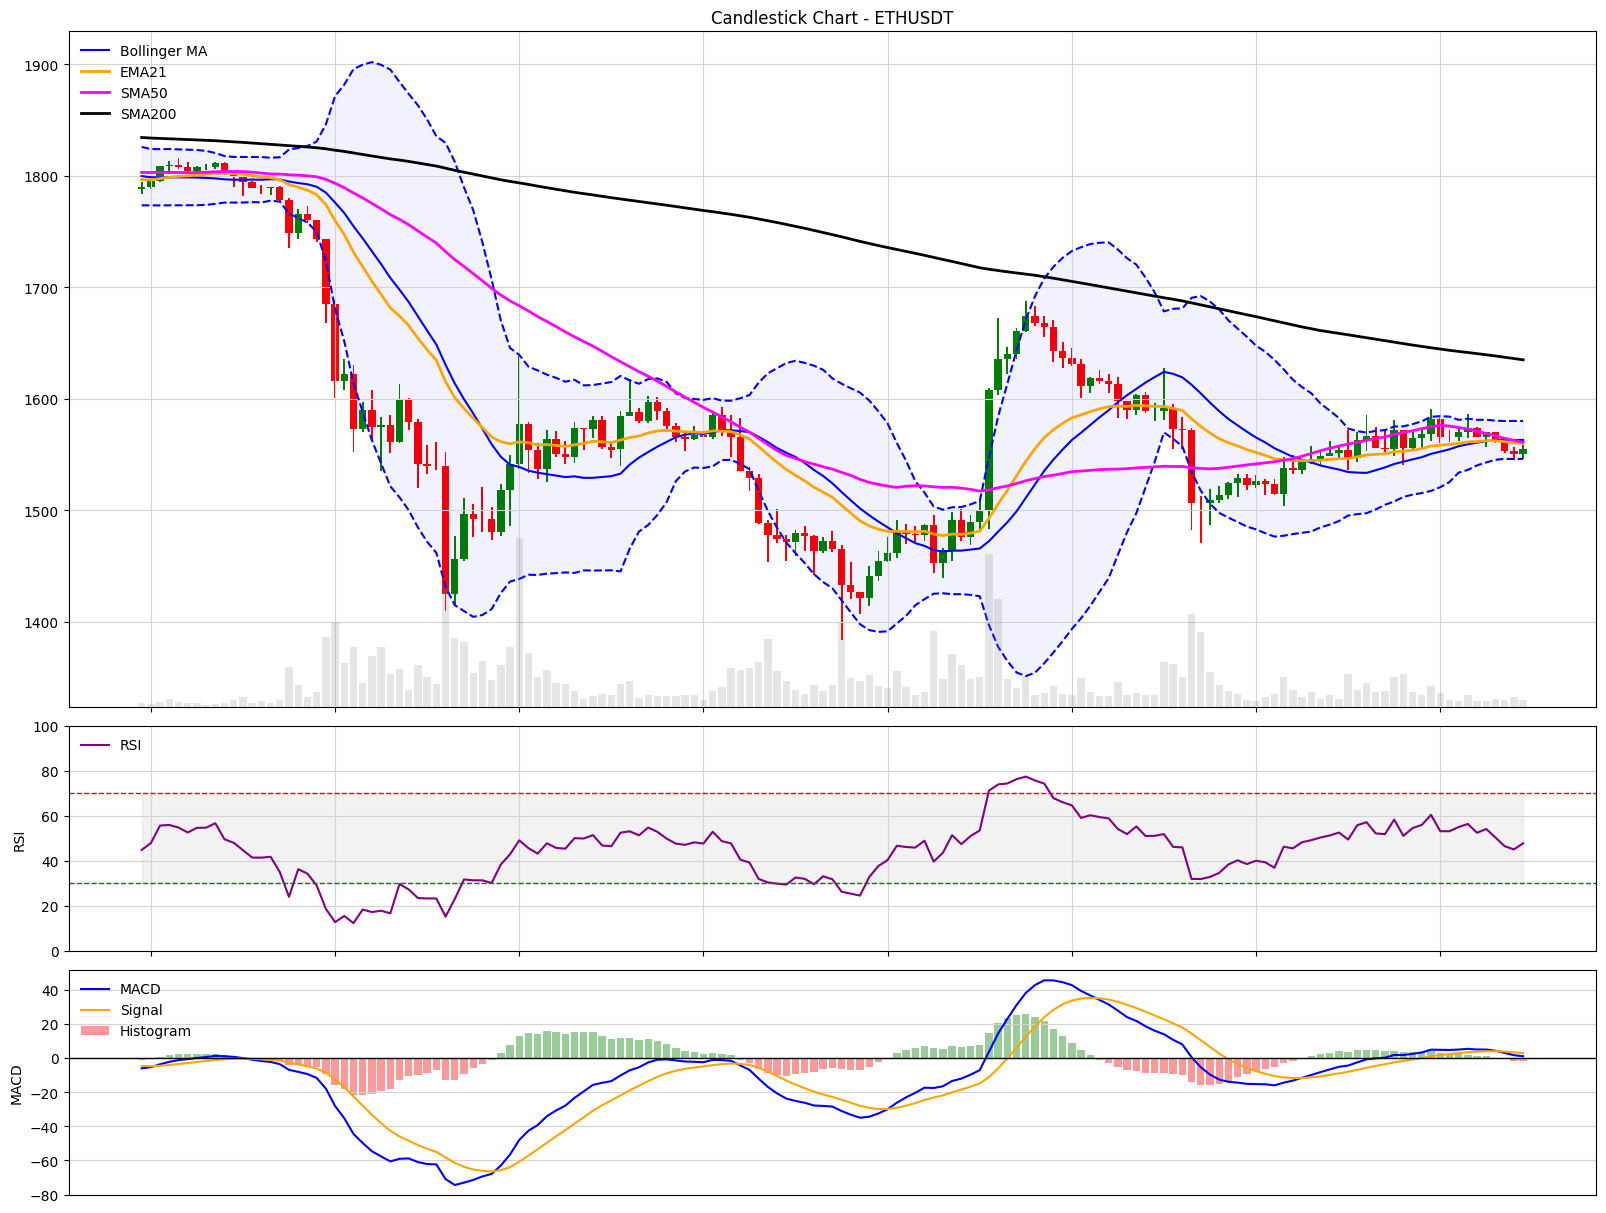 Candlestick Chart - ETHUSDT
Bollinger MA
EMA21
SMA50
SMA200
1900
1800
1700
1600
1500
1400
RSI
100
80
60
40
20
0
RSI
MACD
Signal
Histogram
40
20
0
−20
−40
−60
−80
MACD